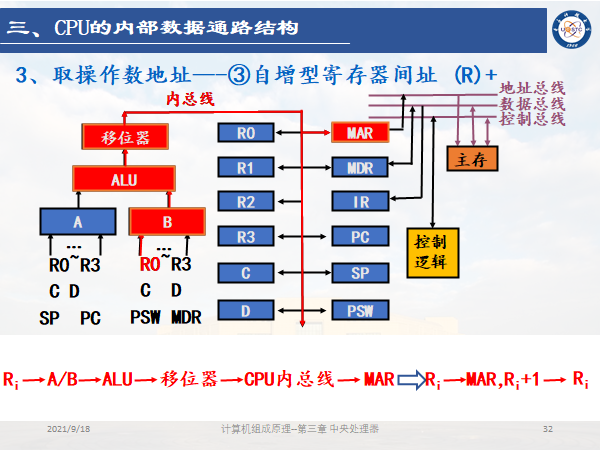 三、CPU的内部数据通路结构
3、取操作数地址——③自增型寄存器间址 (R)+
内总线
地址总线
数据总线
控制总线
移位器
R0
MAR
主存
ALU
R1
MDR
R2
IR
A
B
R3
PC
控制
逻辑
...
...
R0~R3
R0~R3
C
SP
C D
C D
D
PSW
SP PC
PSW MDR
Ri→A/B→ALU→移位器→CPU内总线→MAR⇨Ri→MAR,Ri+1→Ri
2021/9/18
计算机组成原理--第三章 中央处理器
32